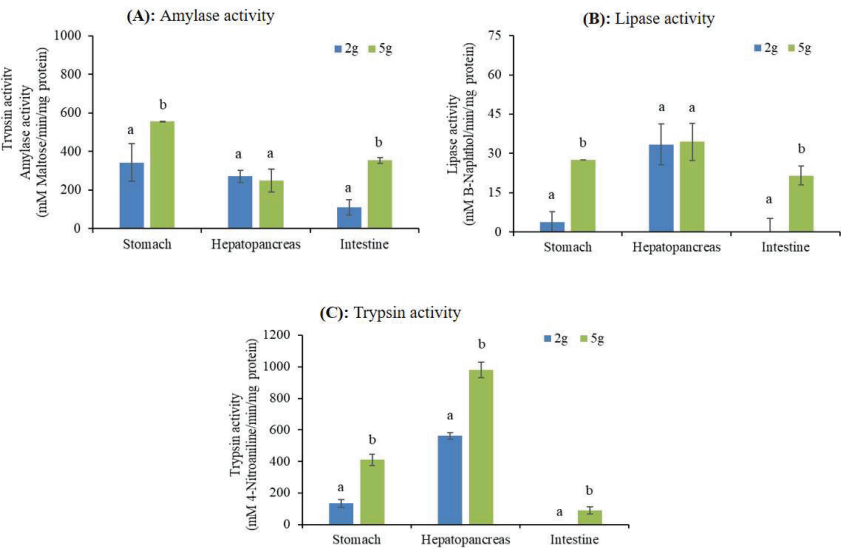 (A): Amylase activity
Trypsin activity
Amylase activity
(mM Maltose/min/mg protein)
1000
800
600
400
200
0
2g 5g
a b a a a b
Stomach Hepatopancreas Intestine
(B): Lipase activity
Lipase activity
(mM B-Naphthol/min/mg protein)
75
60
45
30
15
0
2g 5g
a b a a a b
Stomach Hepatopancreas Intestine
(C): Trypsin activity
Trypsin activity
(mM 4-Nitroaniline/min/mg protein)
1200
1000
800
600
400
200
0
2g 5g
a b a b a b
Stomach Hepatopancreas Intestine